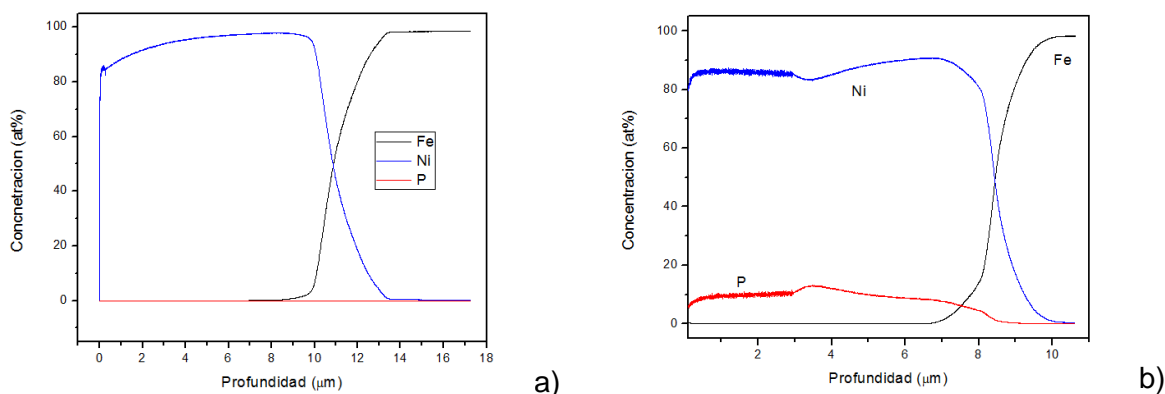 100
80
60
40
20
0
Concnetracion (at%)
0 2 4 6 8 10 12 14 16 18
Profundidad (μm)
Fe
Ni
P
a)
100
80
60
40
20
0
Concentracion (at%)
2 4 6 8 10
Profundidad (μm)
Fe
Ni
P
b)